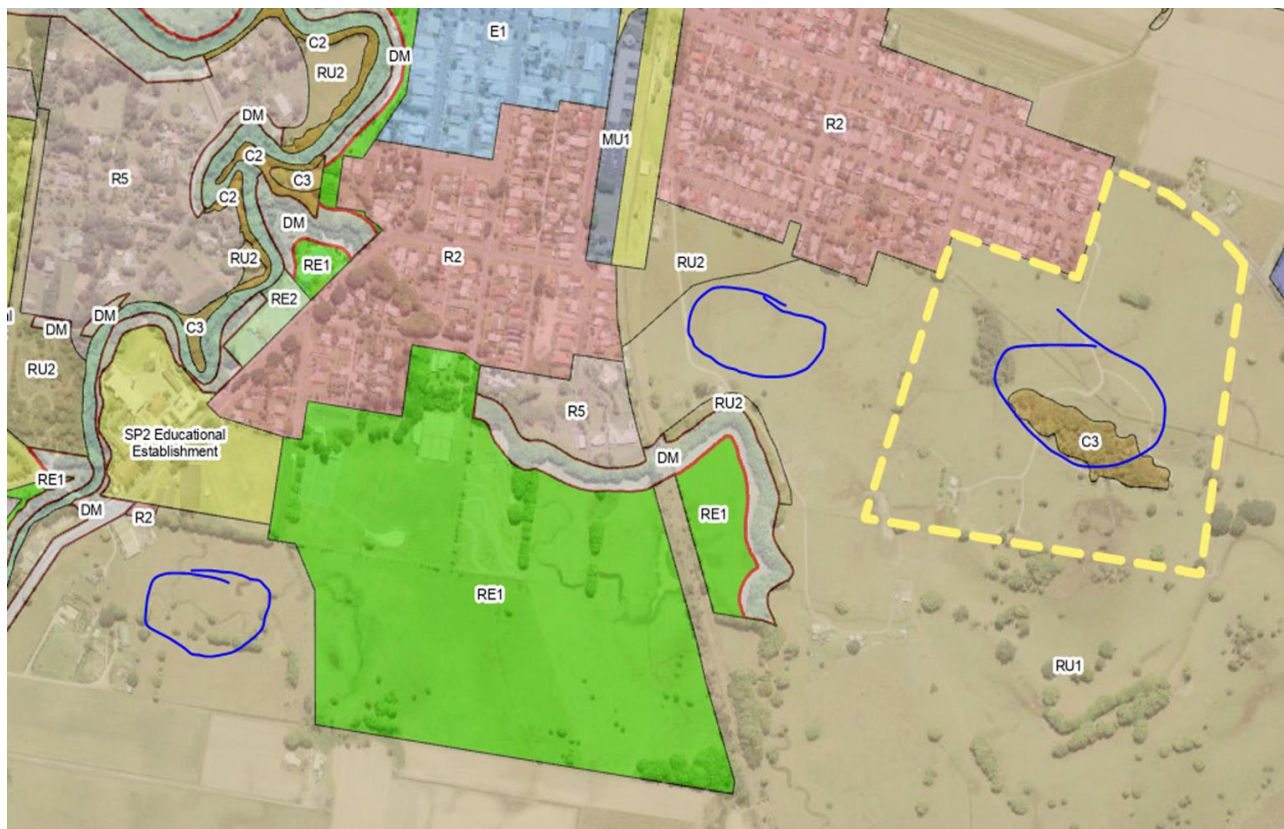 C2
E1
DM
RU2
DM
R2
MU1
C2
R5
C3
C2
DM
R2
RU2
RE1
RU2
RE2
DM
DM
C3
RU2
RU2
R5
SP2 Educational
Establishment
C3
DM
RE1
DM
R2
RE1
RE1
RU1